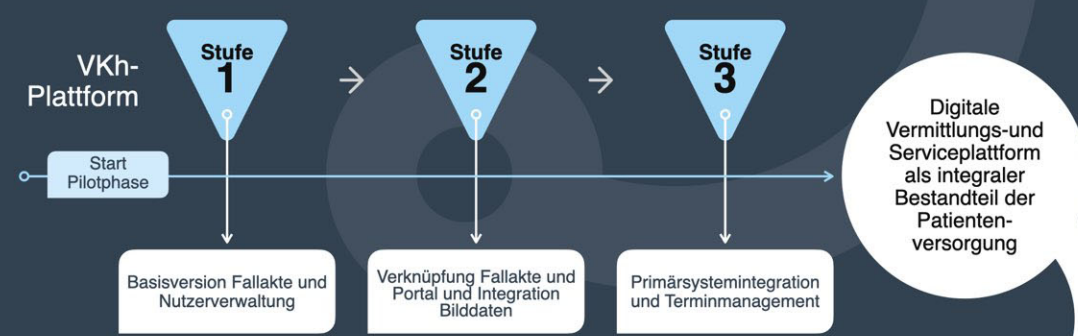 VKh-
Plattform
Stufe
1
Stufe
2
Stufe
3
Start
Pilotphase
Digitale
Vermittlungs-und
Serviceplattform
als integraler
Bestandteil der
Patienten-
versorgung
Basisversion Fallakte und
Nutzerverwaltung
Verknüpfung Fallakte und
Portal und Integration
Bilddaten
Primärsystemintegration
und Terminmanagement